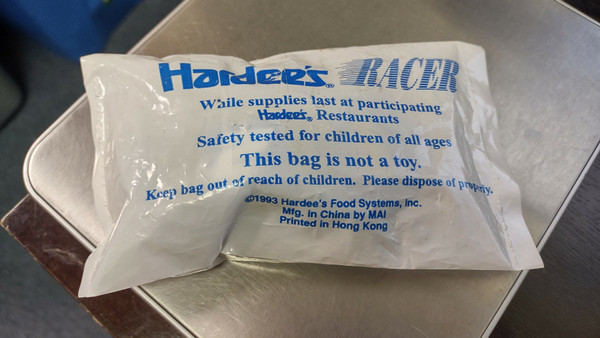 Hardee's® RACER
While supplies last at participating
Hardee's® Restaurants
Safety tested for children of all ages
This bag is not a toy.
Keep bag out of reach of children. Please dispose of properly.
©1993 Hardee's Food Systems, Inc.
Mfg. in China by MAI
Printed in Hong Kong